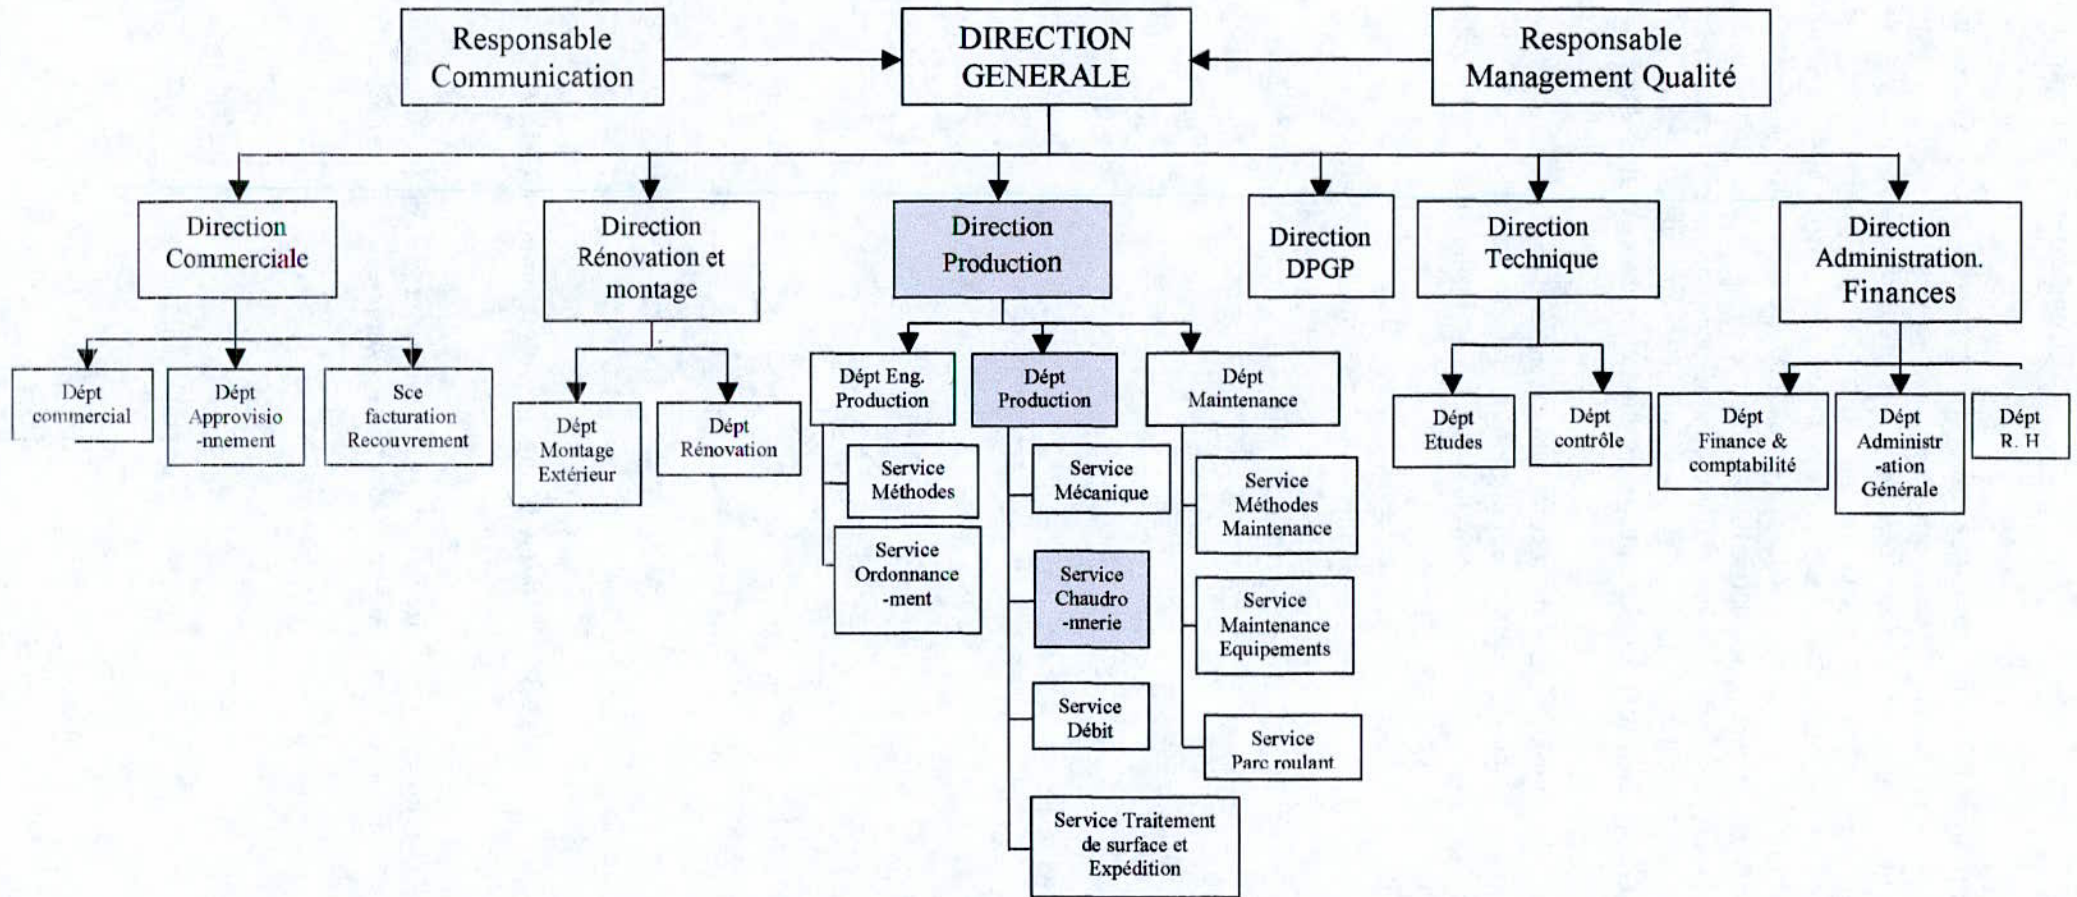 Responsable
Communication
DIRECTION
GENERALE
Responsable
Management Qualité
Direction
Commerciale
Direction
Rénovation et
montage
Direction
Production
Direction
DPGP
Direction
Technique
Direction
Administration.
Finances
Dépt
commercial
Dépt
Approvisio
-nnement
Sce
facturation
Recouvrement
Dépt
Montage
Extérieur
Dépt
Rénovation
Dépt Eng.
Production
Dépt
Production
Dépt
Maintenance
Dépt
Etudes
Dépt
contrôle
Dépt
Finance &
comptabilité
Dépt
Administr
-ation
Générale
Dépt
R. H
Service
Méthodes
Service
Ordonnance
-ment
Service
Mécanique
Service
Chaudro
-nnerie
Service
Débit
Service Traitement
de surface et
Expédition
Service
Méthodes
Maintenance
Service
Maintenance
Equipements
Service
Parc roulant